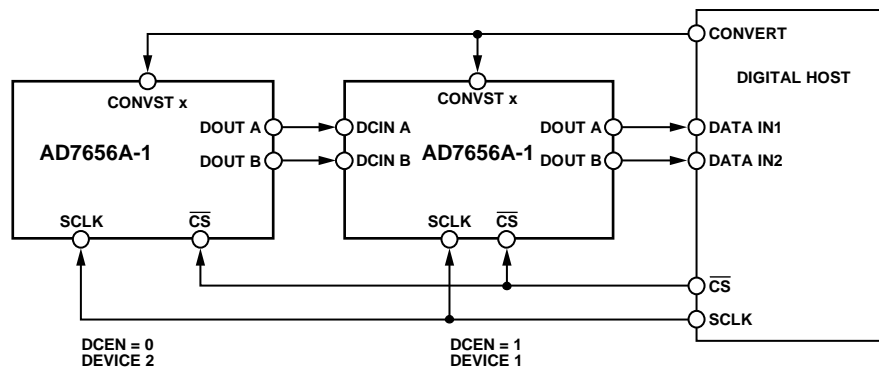 CONVERT
DIGITAL HOST
CONVST x
CONVST x
DOUT A
DCIN A
DOUT A
DATA IN1
AD7656A-1
AD7656A-1
DOUT B
DCIN B
DOUT B
DATA IN2
SCLK
CS
SCLK
CS
CS
SCLK
DCEN = 0
DEVICE 2
DCEN = 1
DEVICE 1